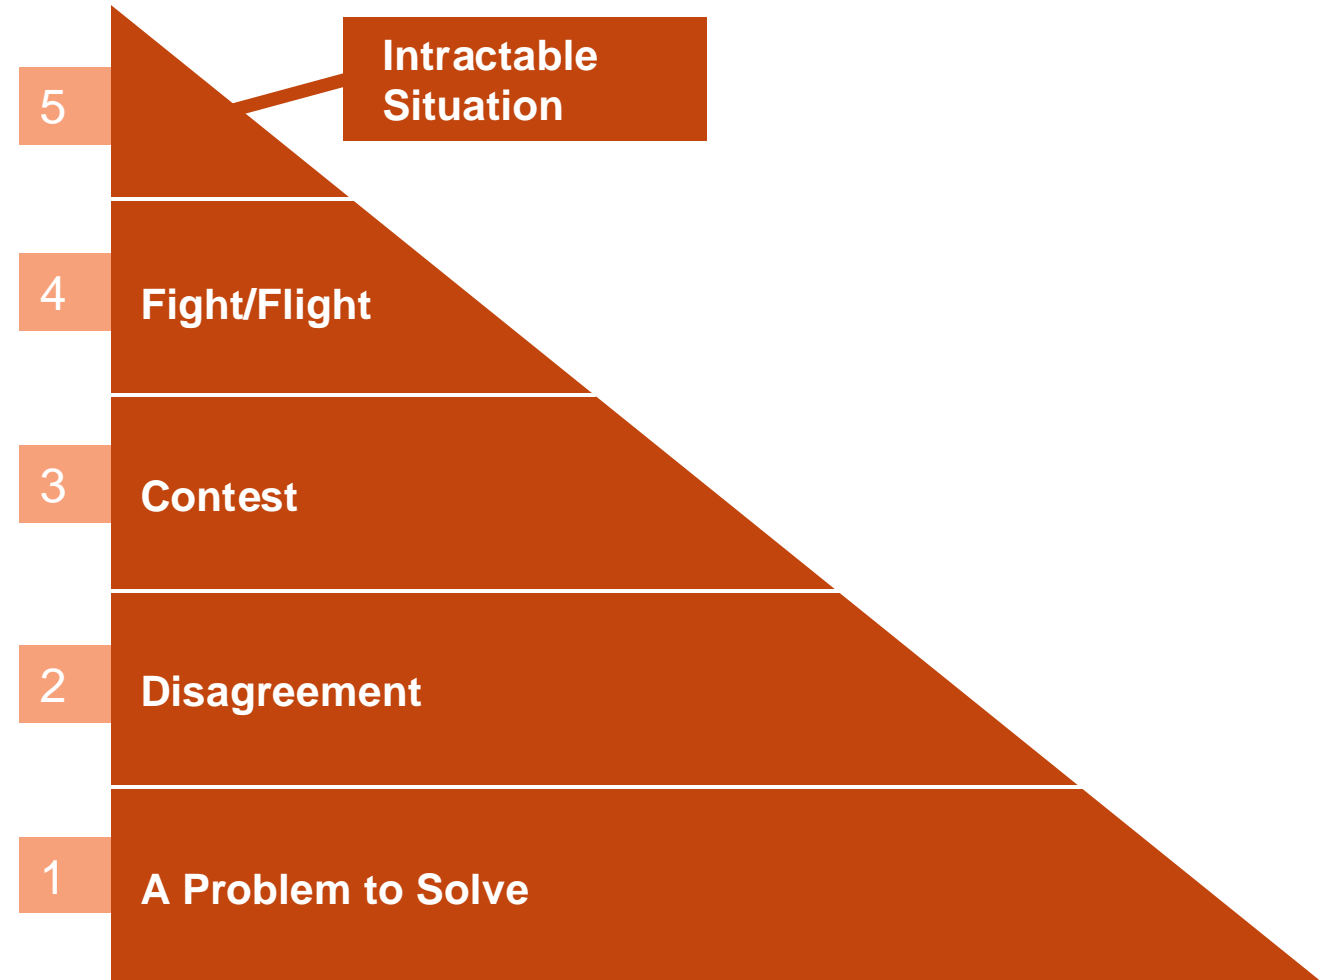 Intractable
Situation
5
4
Fight/Flight
3
Contest
2
Disagreement
1
A Problem to Solve